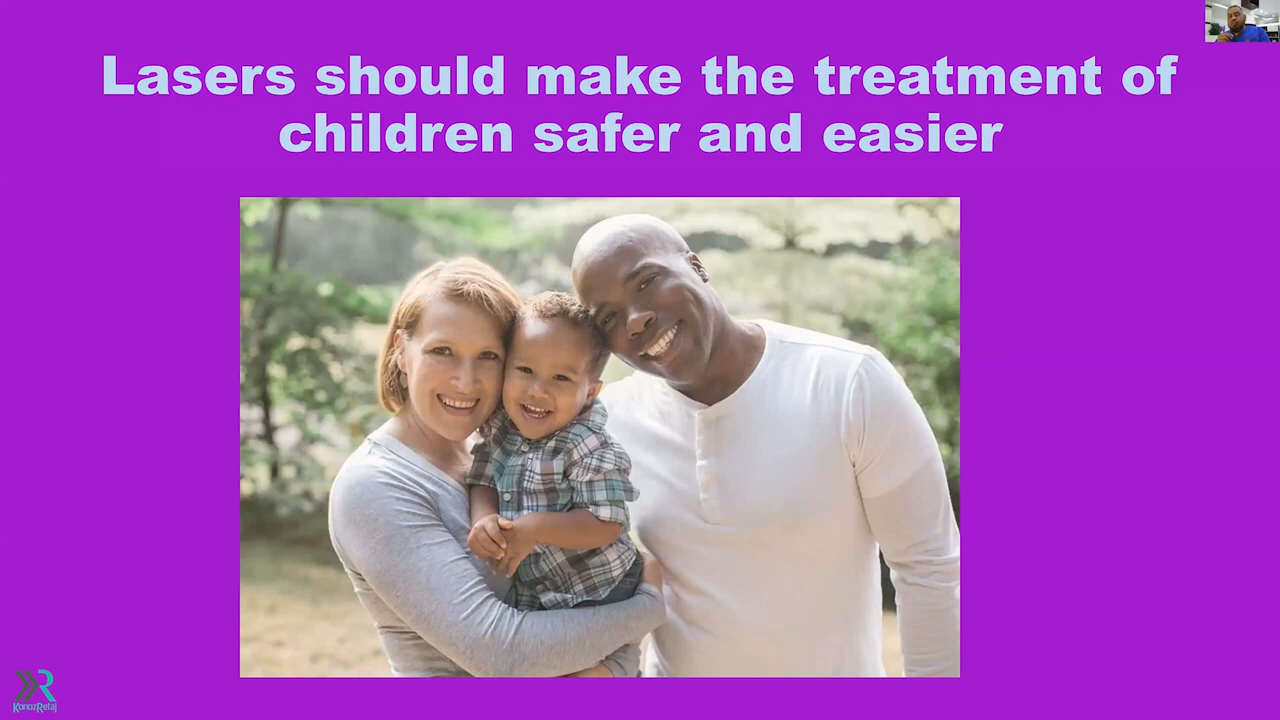 Lasers should make the treatment of
children safer and easier
KonozRetaj